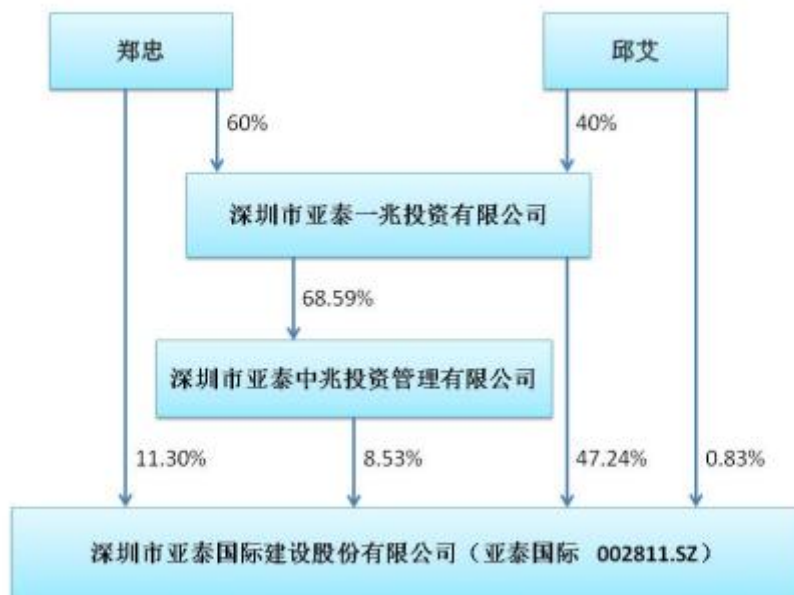 郑忠
邱艾
60%
40%
深圳市亚泰一兆投资有限公司
68.59%
深圳市亚泰中兆投资管理有限公司
11.30%
8.53%
47.24%
0.83%
深圳市亚泰国际建设股份有限公司（亚泰国际 002811.SZ）